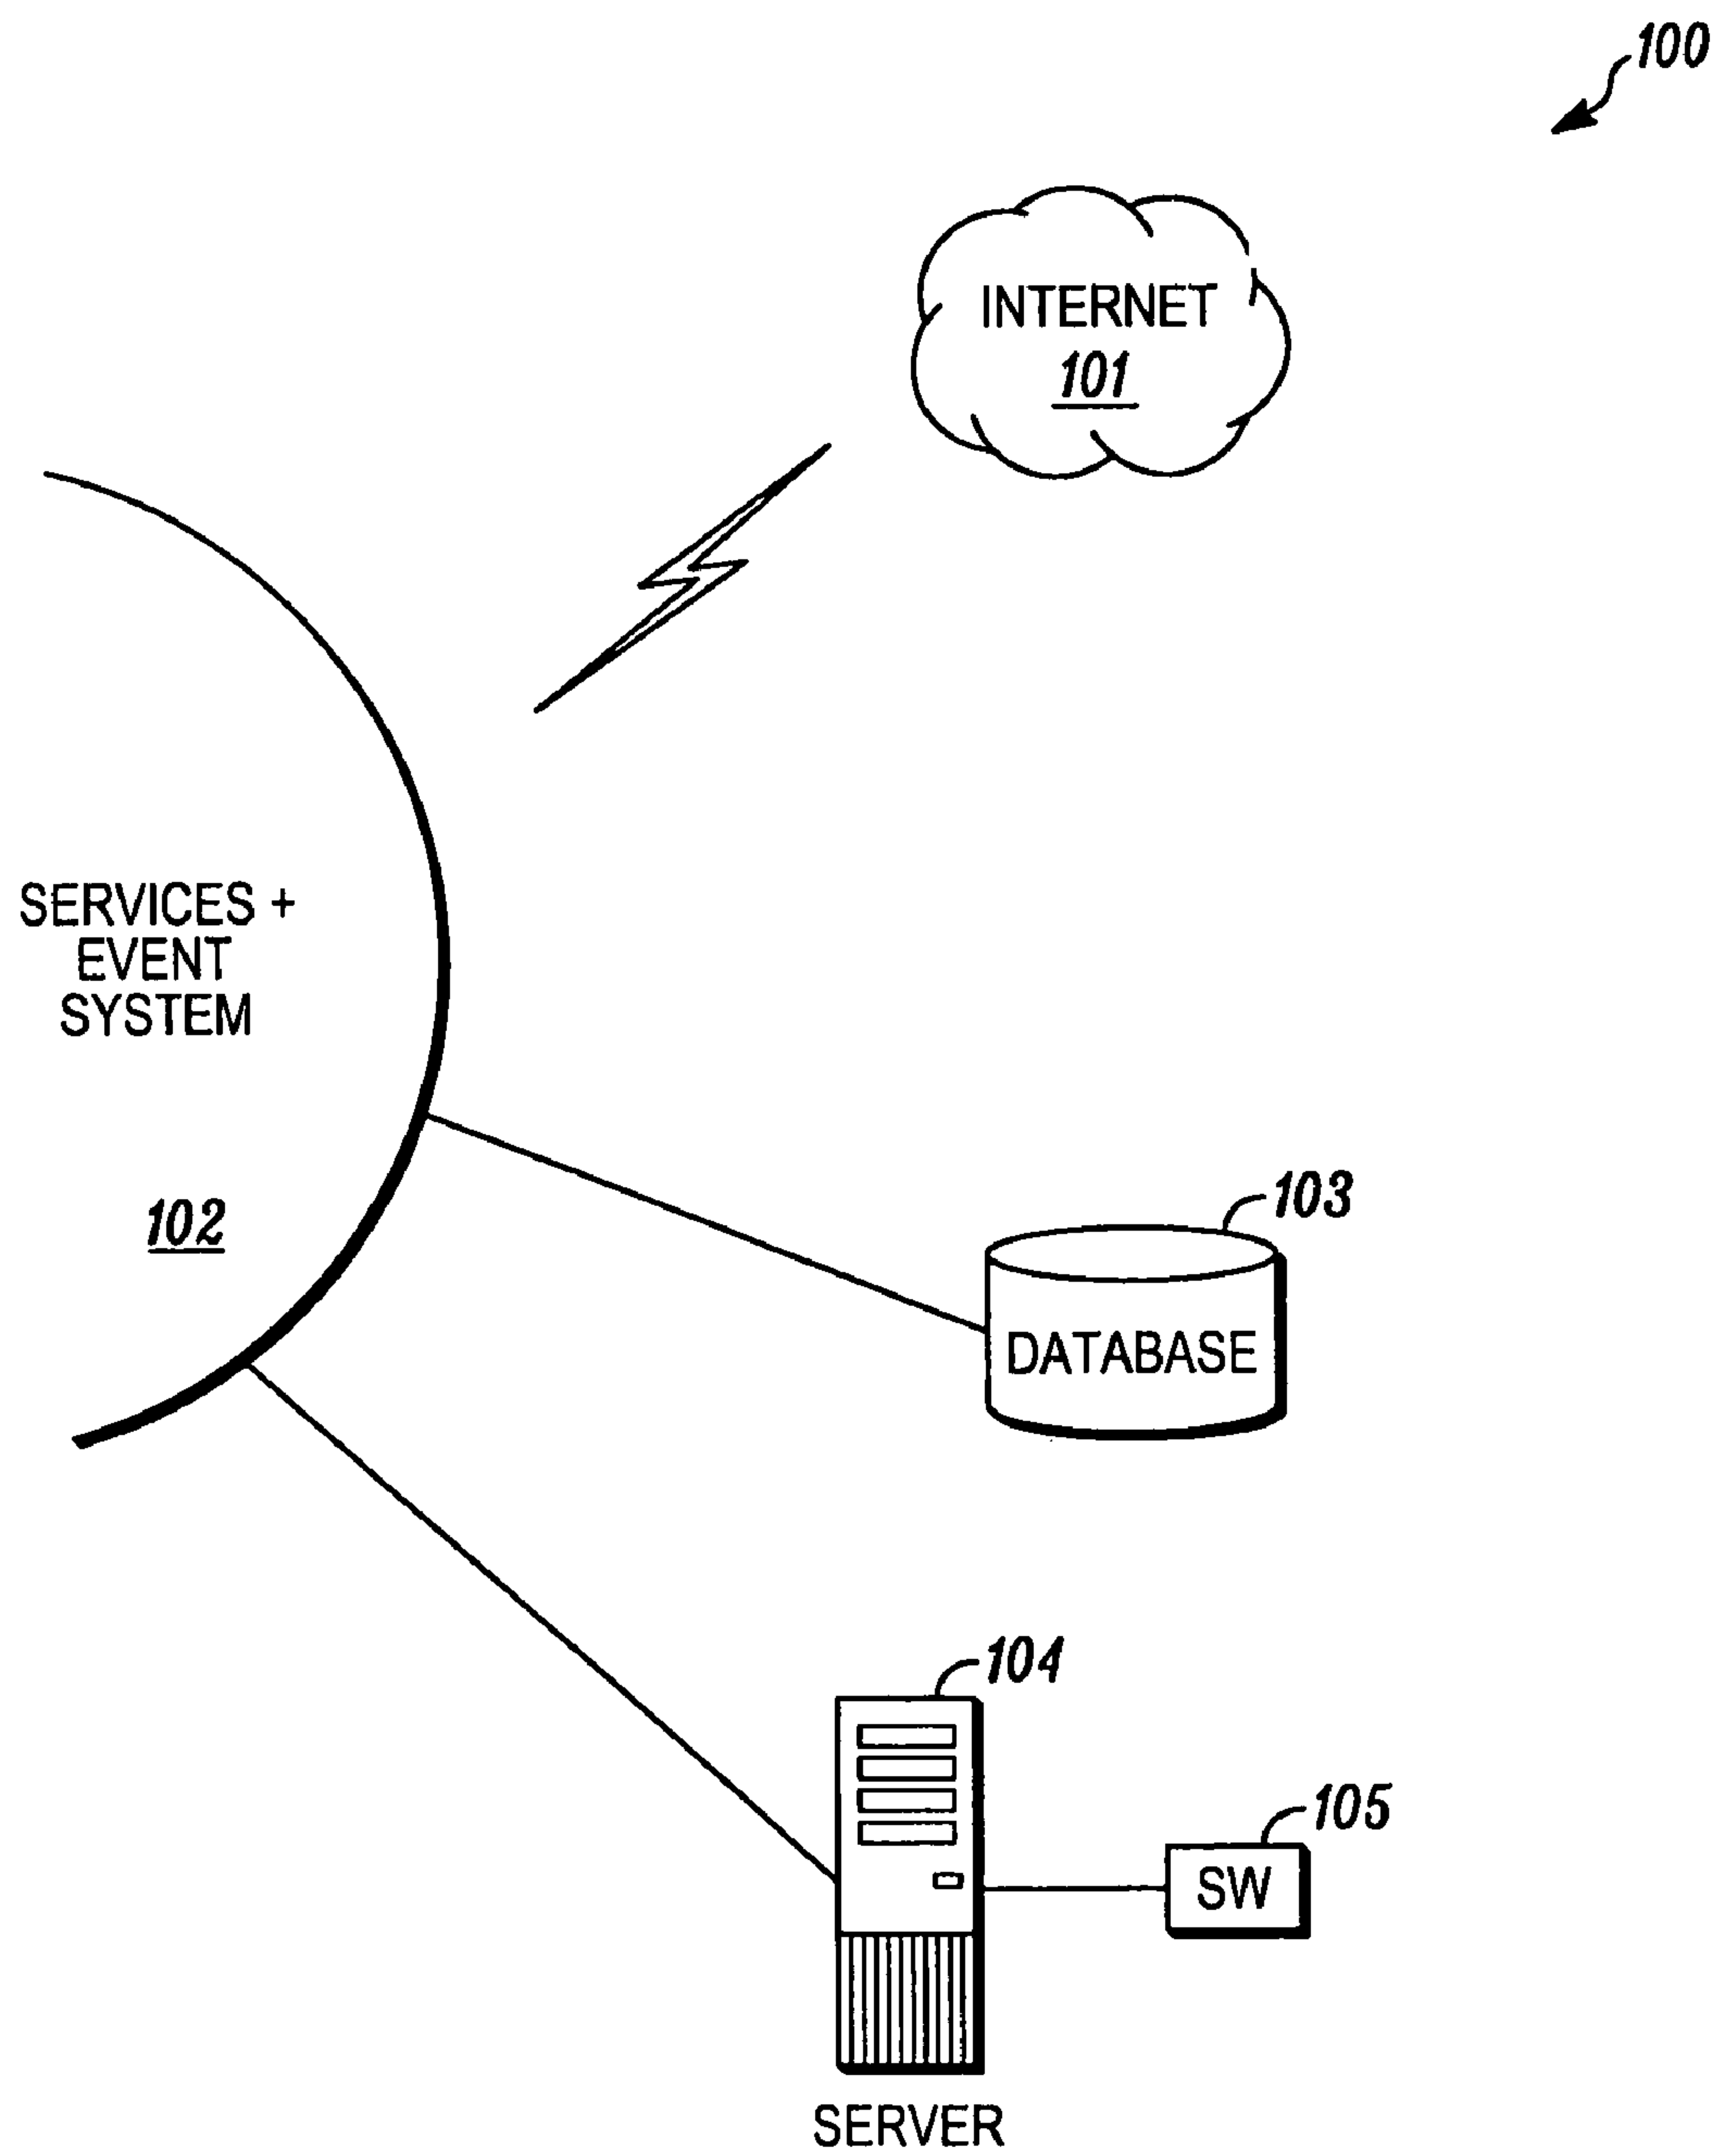 100
INTERNET
101
SERVICES +
EVENT
SYSTEM
102
103
DATABASE
104
105
SW
SERVER